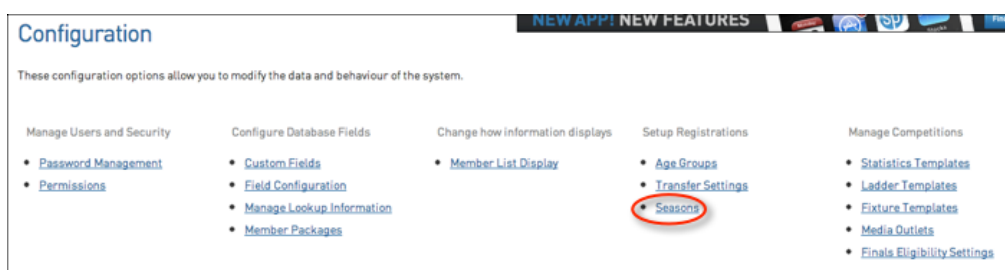 NEW APP! NEW FEATURES
Configuration
These configuration options allow you to modify the data and behaviour of the system.
Manage Users and Security
Password Management
Permissions
Configure Database Fields
Custom Fields
Field Configuration
Manage Lookup Information
Member Packages
Change how information displays
Member List Display
Setup Registrations
Age Groups
Transfer Settings
Seasons
Manage Competitions
Statistics Templates
Ladder Templates
Fixture Templates
Media Outlets
Finals Eligibility Settings